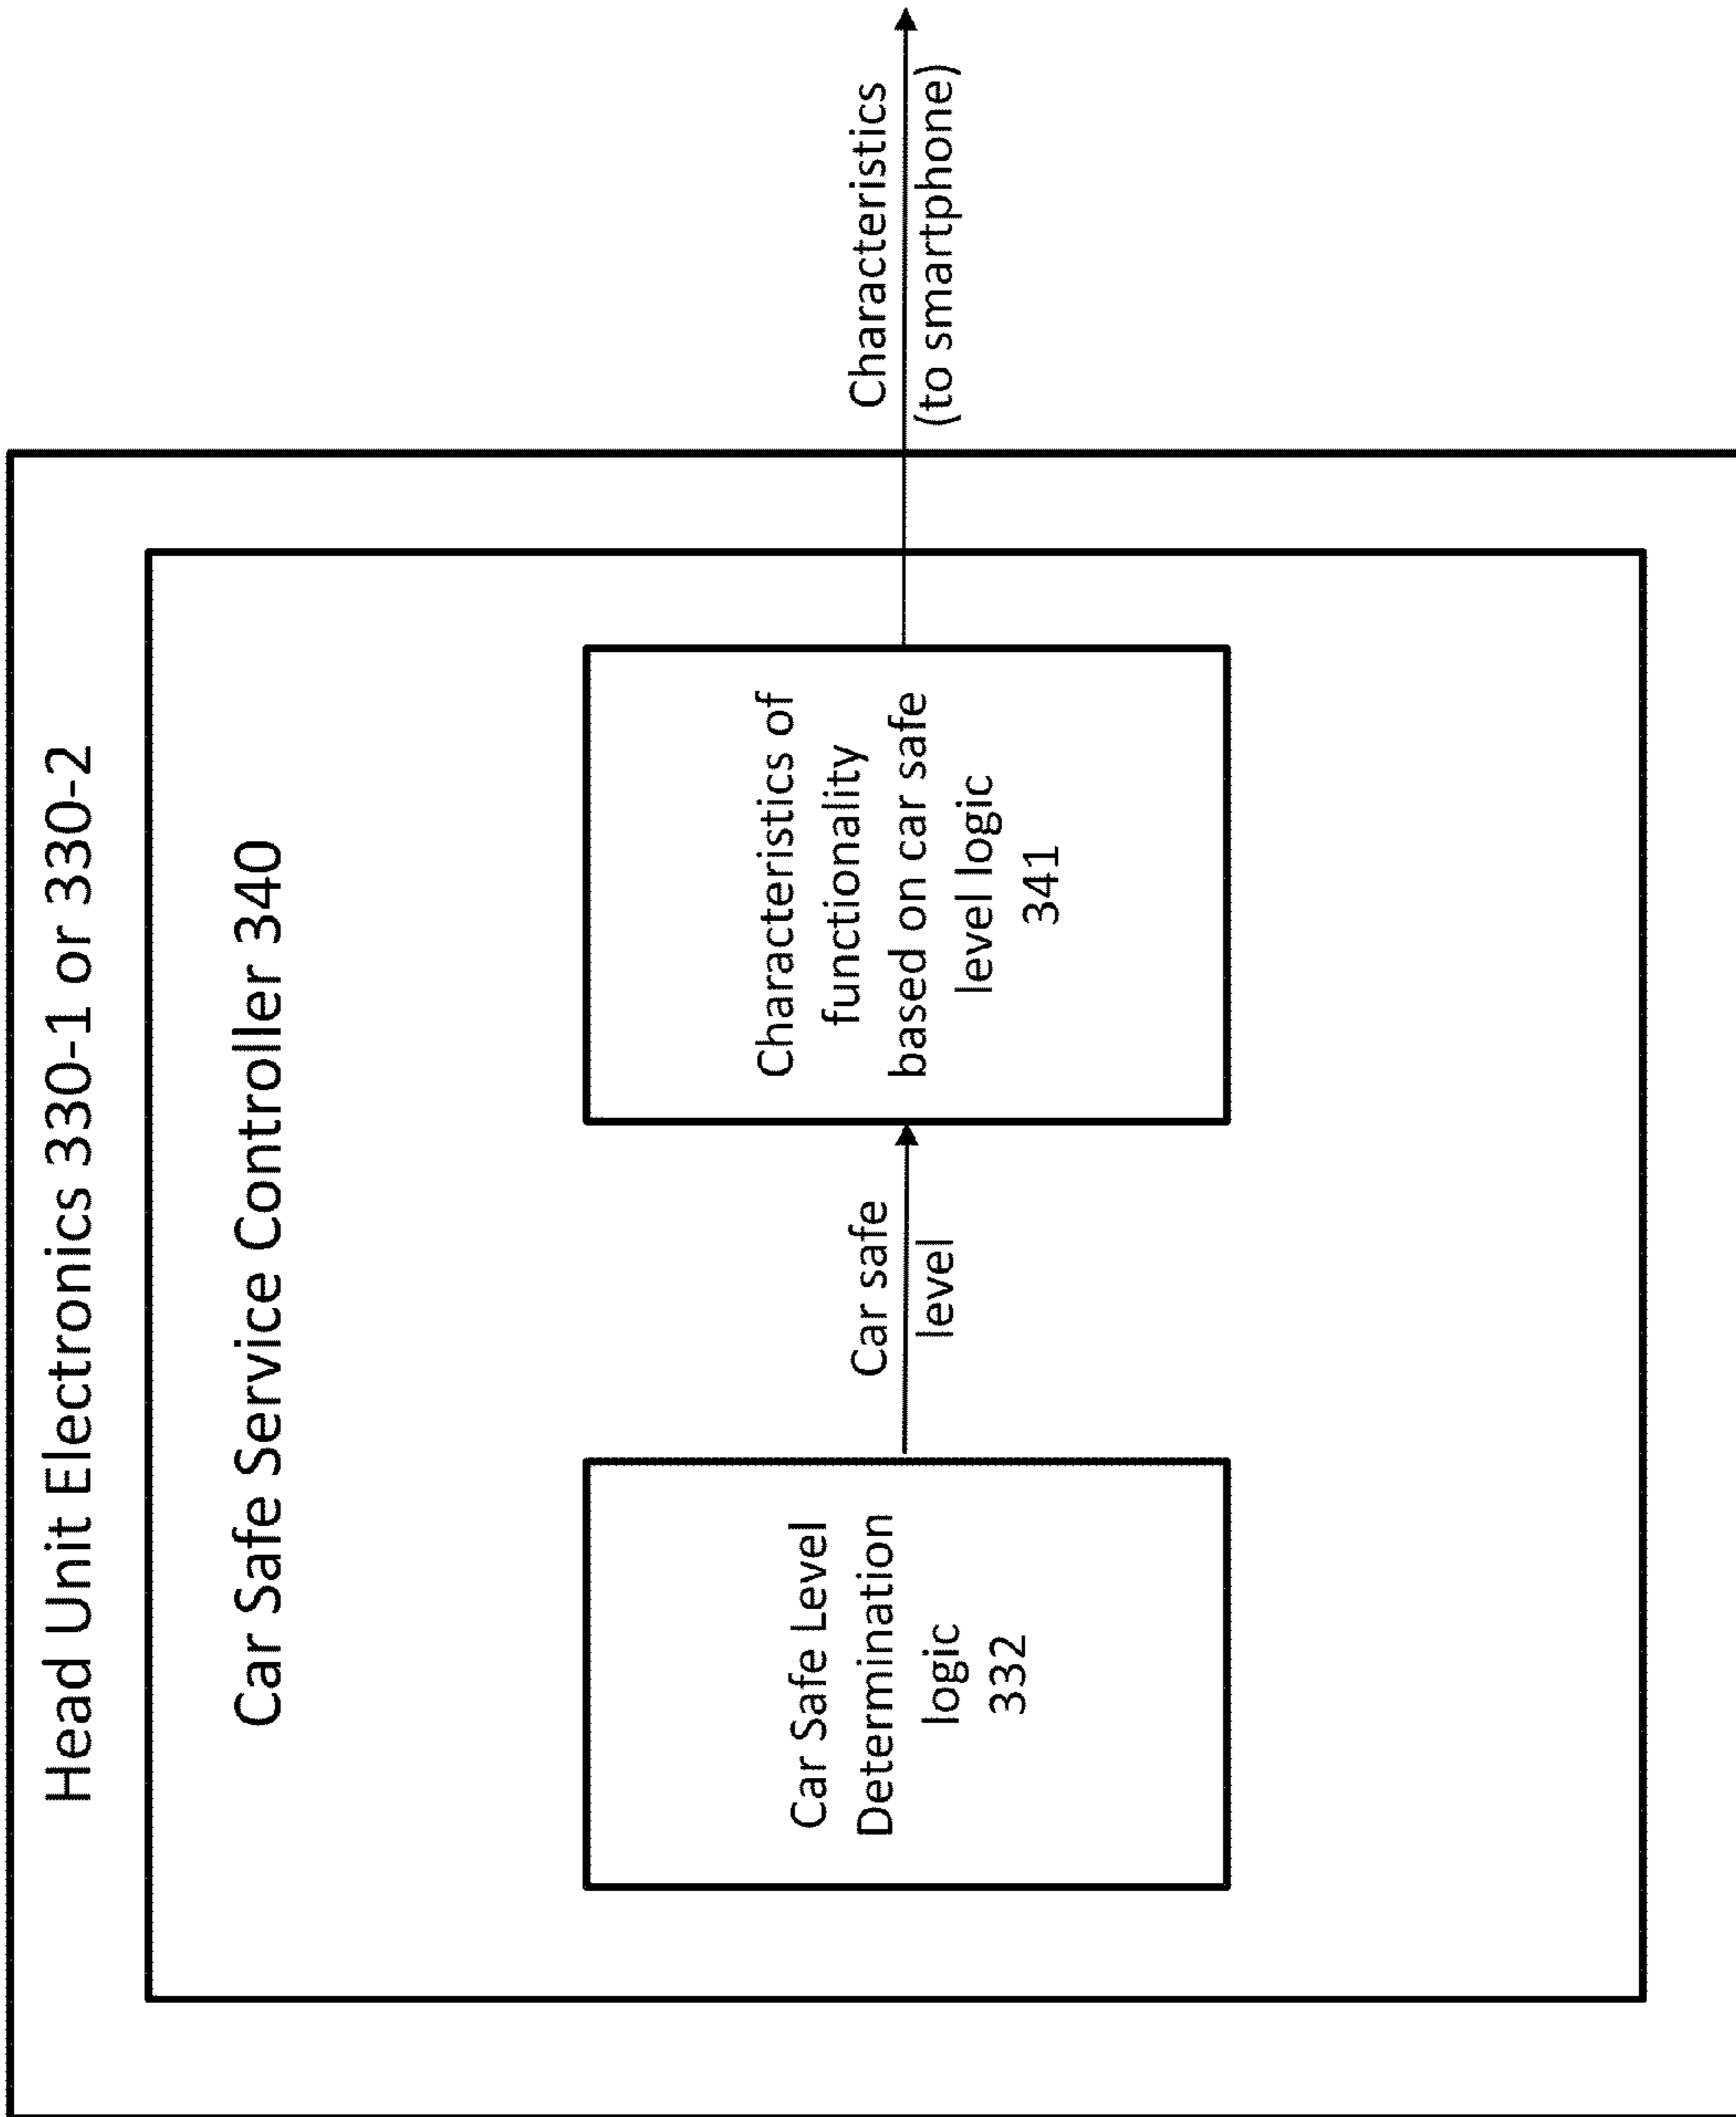 Head Unit Electronics 330-1 or 330-2
Car Safe Service Controller 340
Car Safe Level
Determination
logic
332
Car safe
level
Characteristics of
functionality
based on car safe
level logic
341
Characteristics
(to smartphone)